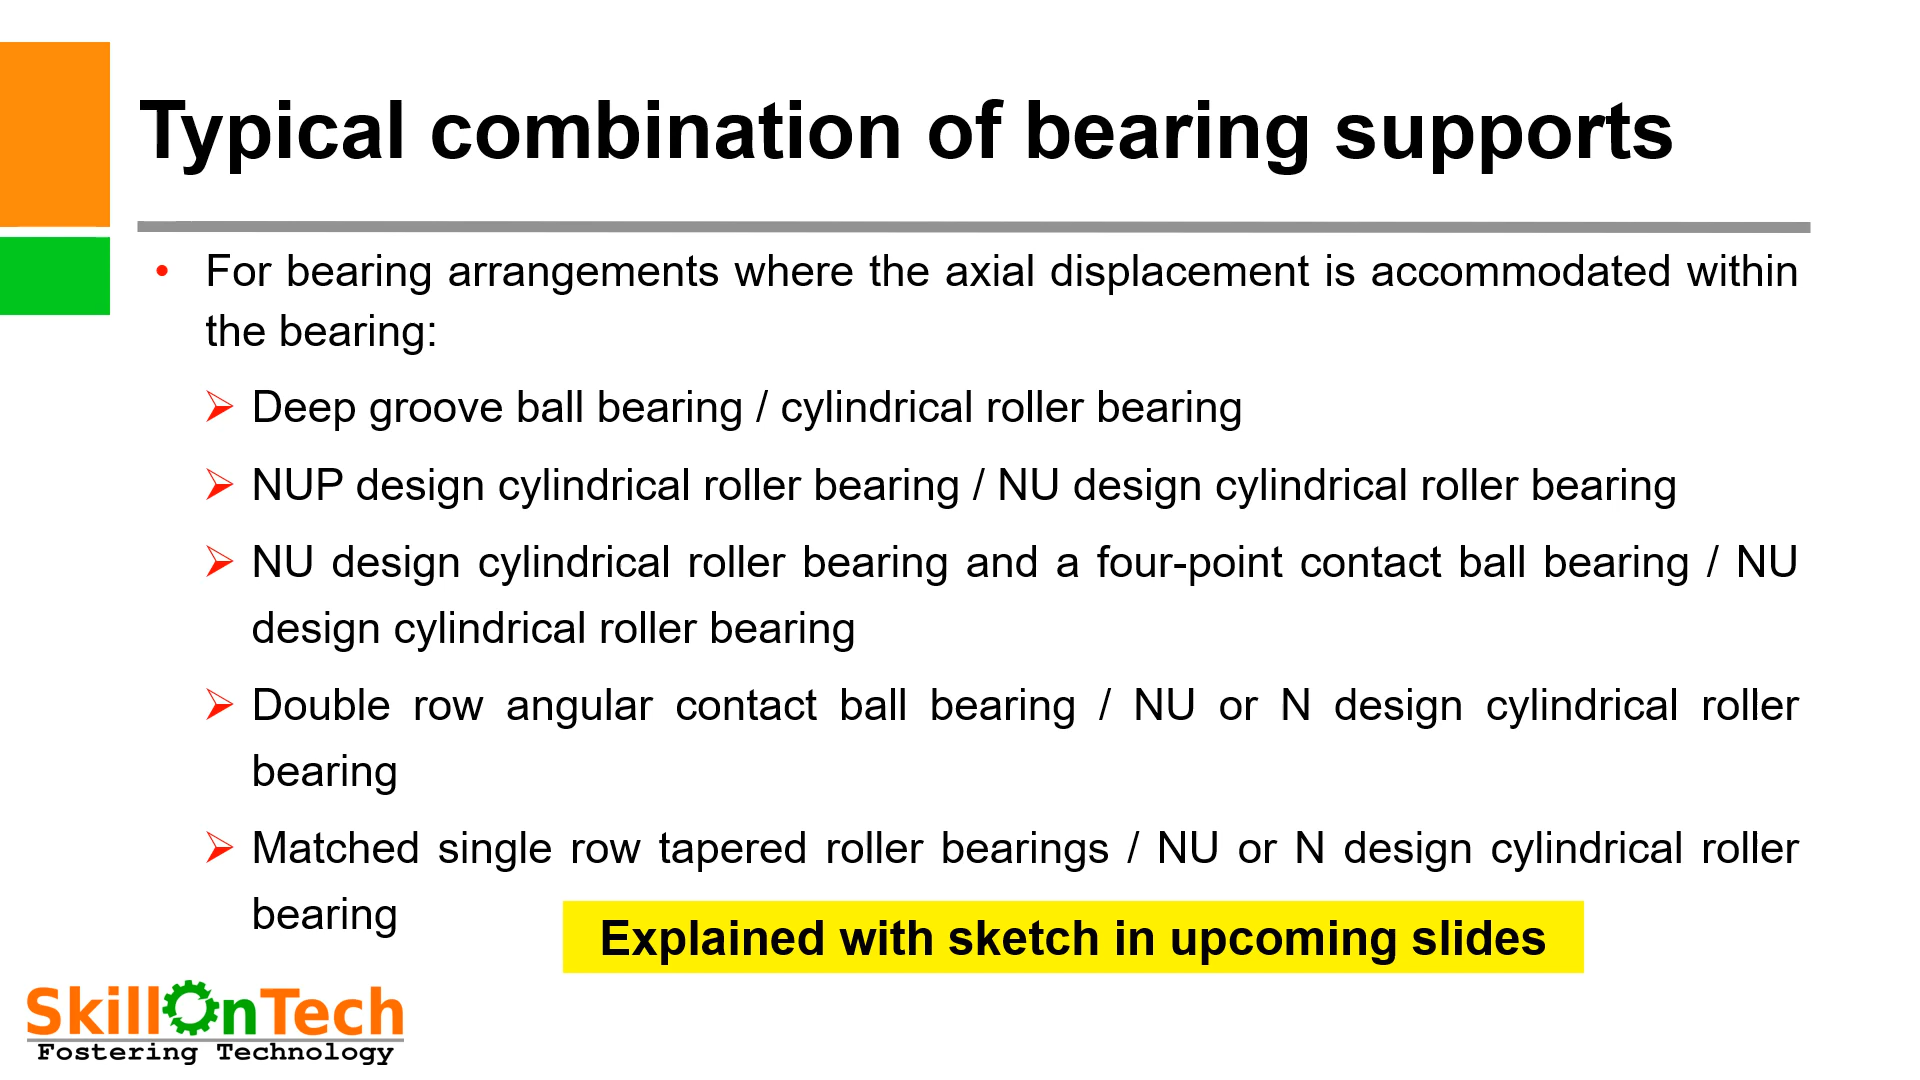 Typical combination of bearing supports
• For bearing arrangements where the axial displacement is accommodated within
the bearing:
➢ Deep groove ball bearing / cylindrical roller bearing
➢ NUP design cylindrical roller bearing / NU design cylindrical roller bearing
➢ NU design cylindrical roller bearing and a four-point contact ball bearing / NU
design cylindrical roller bearing
➢ Double row angular contact ball bearing / NU or N design cylindrical roller
bearing
➢ Matched single row tapered roller bearings / NU or N design cylindrical roller
bearing
Explained with sketch in upcoming slides
SkillOnTech
Fostering Technology